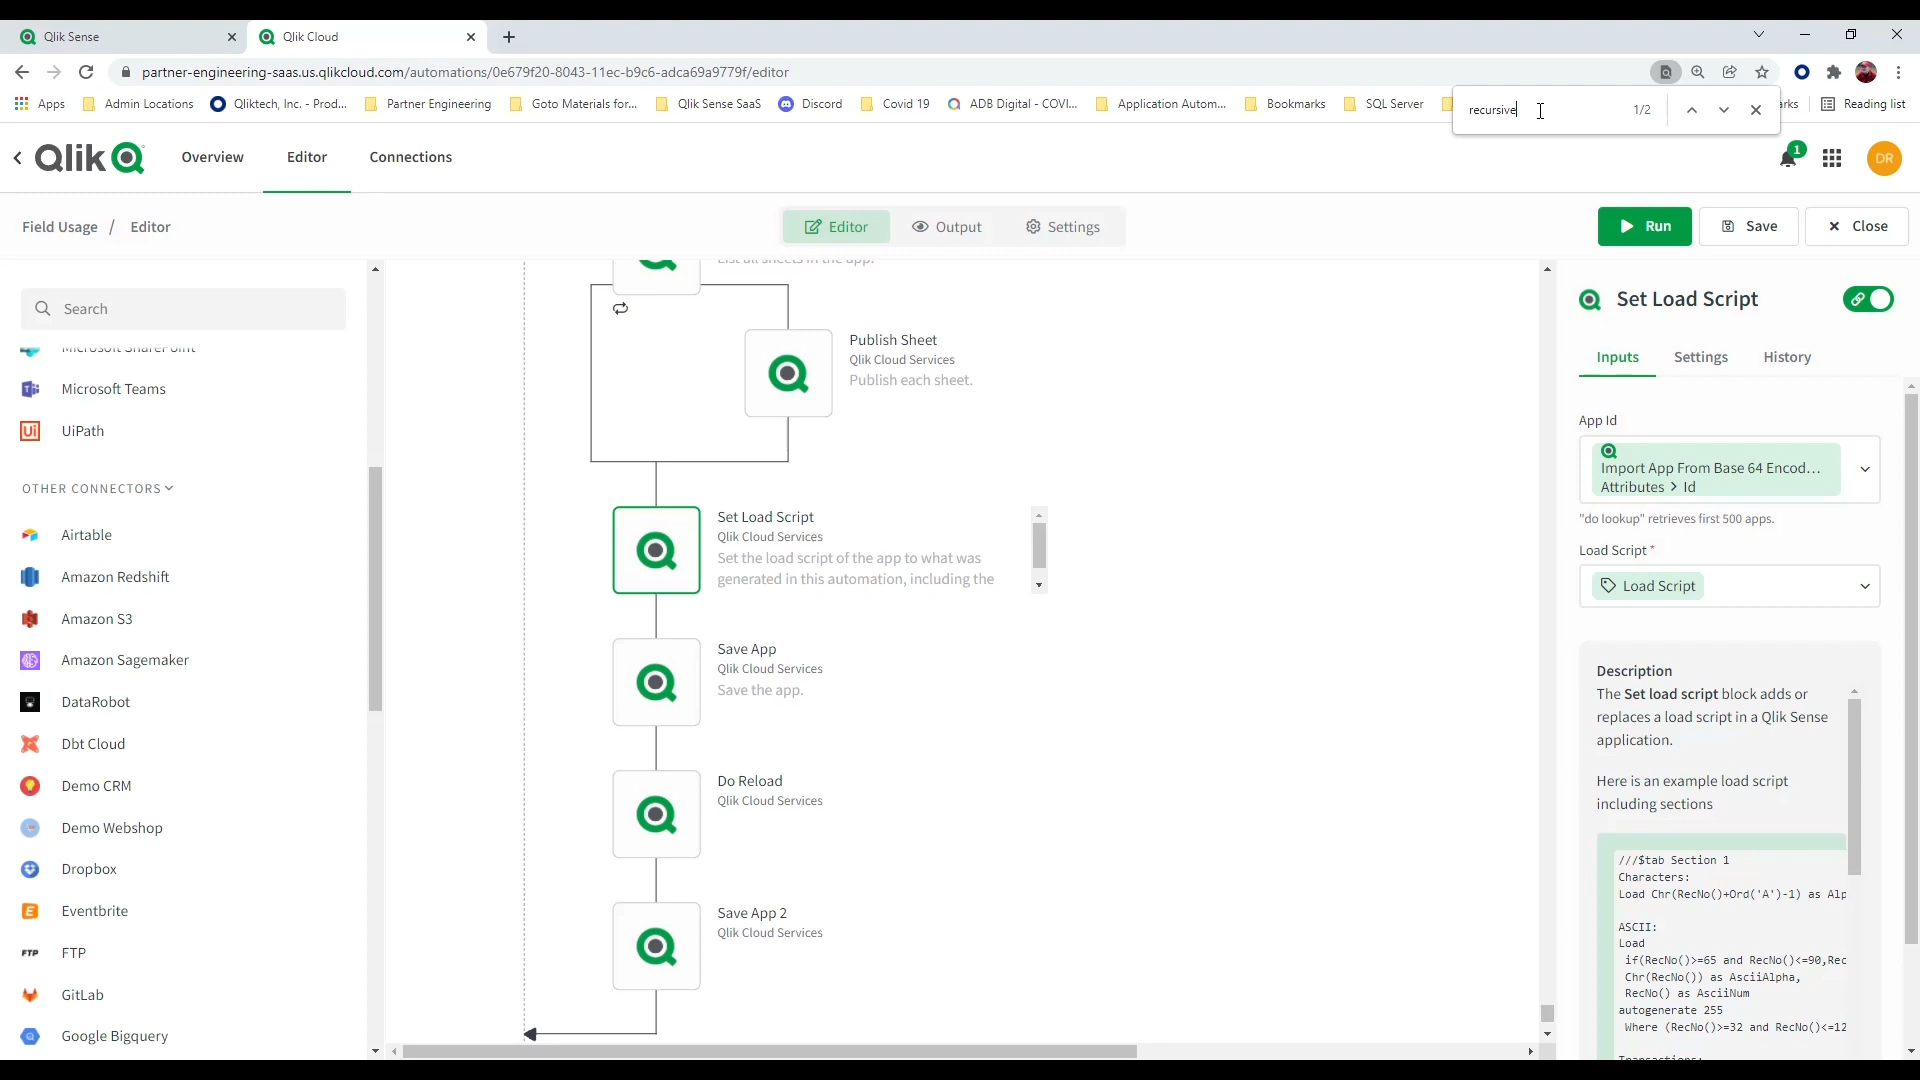 Qlik Sense
Qlik Cloud
partner-engineering-saas.us.qlikcloud.com/automations/0e679f20-8043-11ec-b9c6-adca69a9779f/editor
Apps
Admin Locations
Qliktech, Inc. - Prod...
Partner Engineering
Goto Materials for...
Qlik Sense SaaS
Discord
Covid 19
ADB Digital - COVI...
Application Autom...
Bookmarks
SQL Server
Reading list
recursive
1/2
Qlik
Overview
Editor
Connections
1
DR
Field Usage / Editor
Editor
Output
Settings
Run
Save
Close
Search
Microsoft SharePoint
Microsoft Teams
UiPath
OTHER CONNECTORS
Airtable
Amazon Redshift
Amazon S3
Amazon Sagemaker
DataRobot
Dbt Cloud
Demo CRM
Demo Webshop
Dropbox
Eventbrite
FTP FTP
GitLab
Google Bigquery
List all sheets in the app.
Publish Sheet
Qlik Cloud Services
Publish each sheet.
Set Load Script
Qlik Cloud Services
Set the load script of the app to what was
generated in this automation, including the
Save App
Qlik Cloud Services
Save the app.
Do Reload
Qlik Cloud Services
Save App 2
Qlik Cloud Services
Set Load Script
Inputs
Settings
History
App Id
Import App From Base 64 Encod...
Attributes > Id
"do lookup" retrieves first 500 apps.
Load Script *
Load Script
Description
The Set load script block adds or
replaces a load script in a Qlik Sense
application.
Here is an example load script
including sections
///$tab Section 1
Characters:
Load Chr(RecNo()+Ord('A')-1) as Alp
ASCII:
Load
if(RecNo()>=65 and RecNo()<=90,Rec
Chr(RecNo()) as AsciiAlpha,
RecNo() as AsciiNum
autogenerate 255
Where (RecNo()>=32 and RecNo()<=12
Transactions: